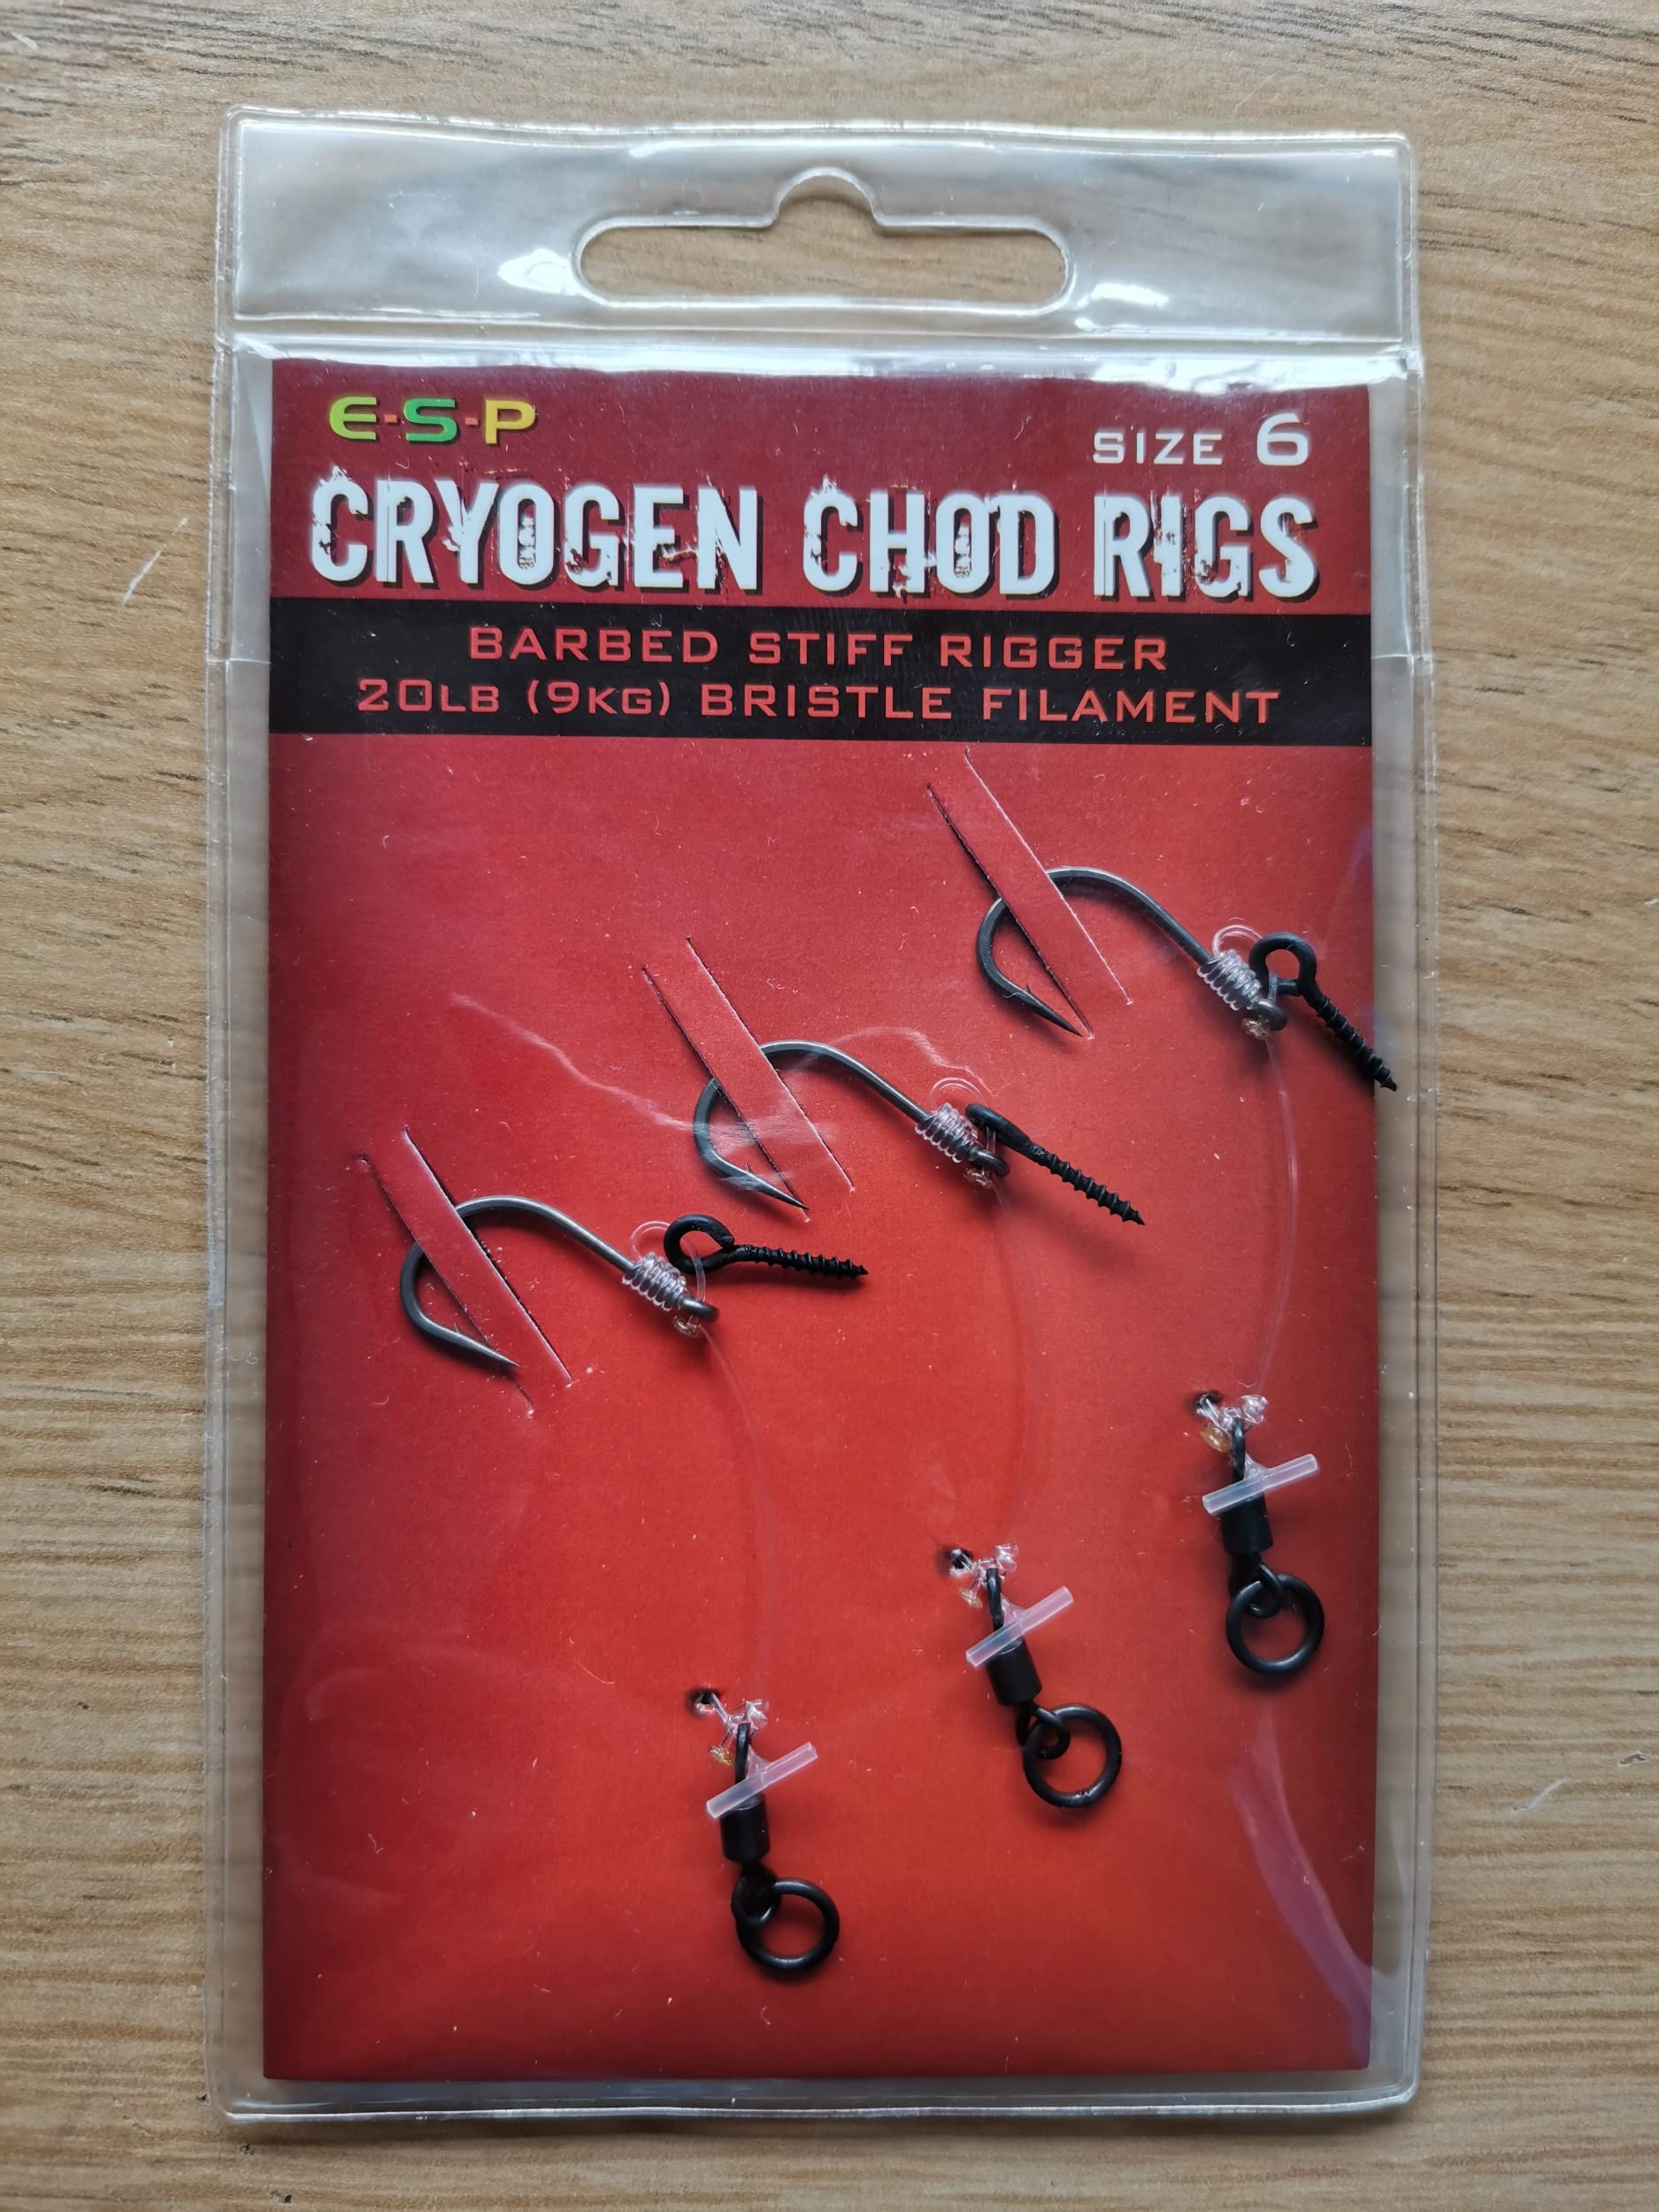 E-S-P
SIZE 6
CRYOGEN CHOD RIGS
BARBED STIFF RIGGER
20LB (9KG) BRISTLE FILAMENT